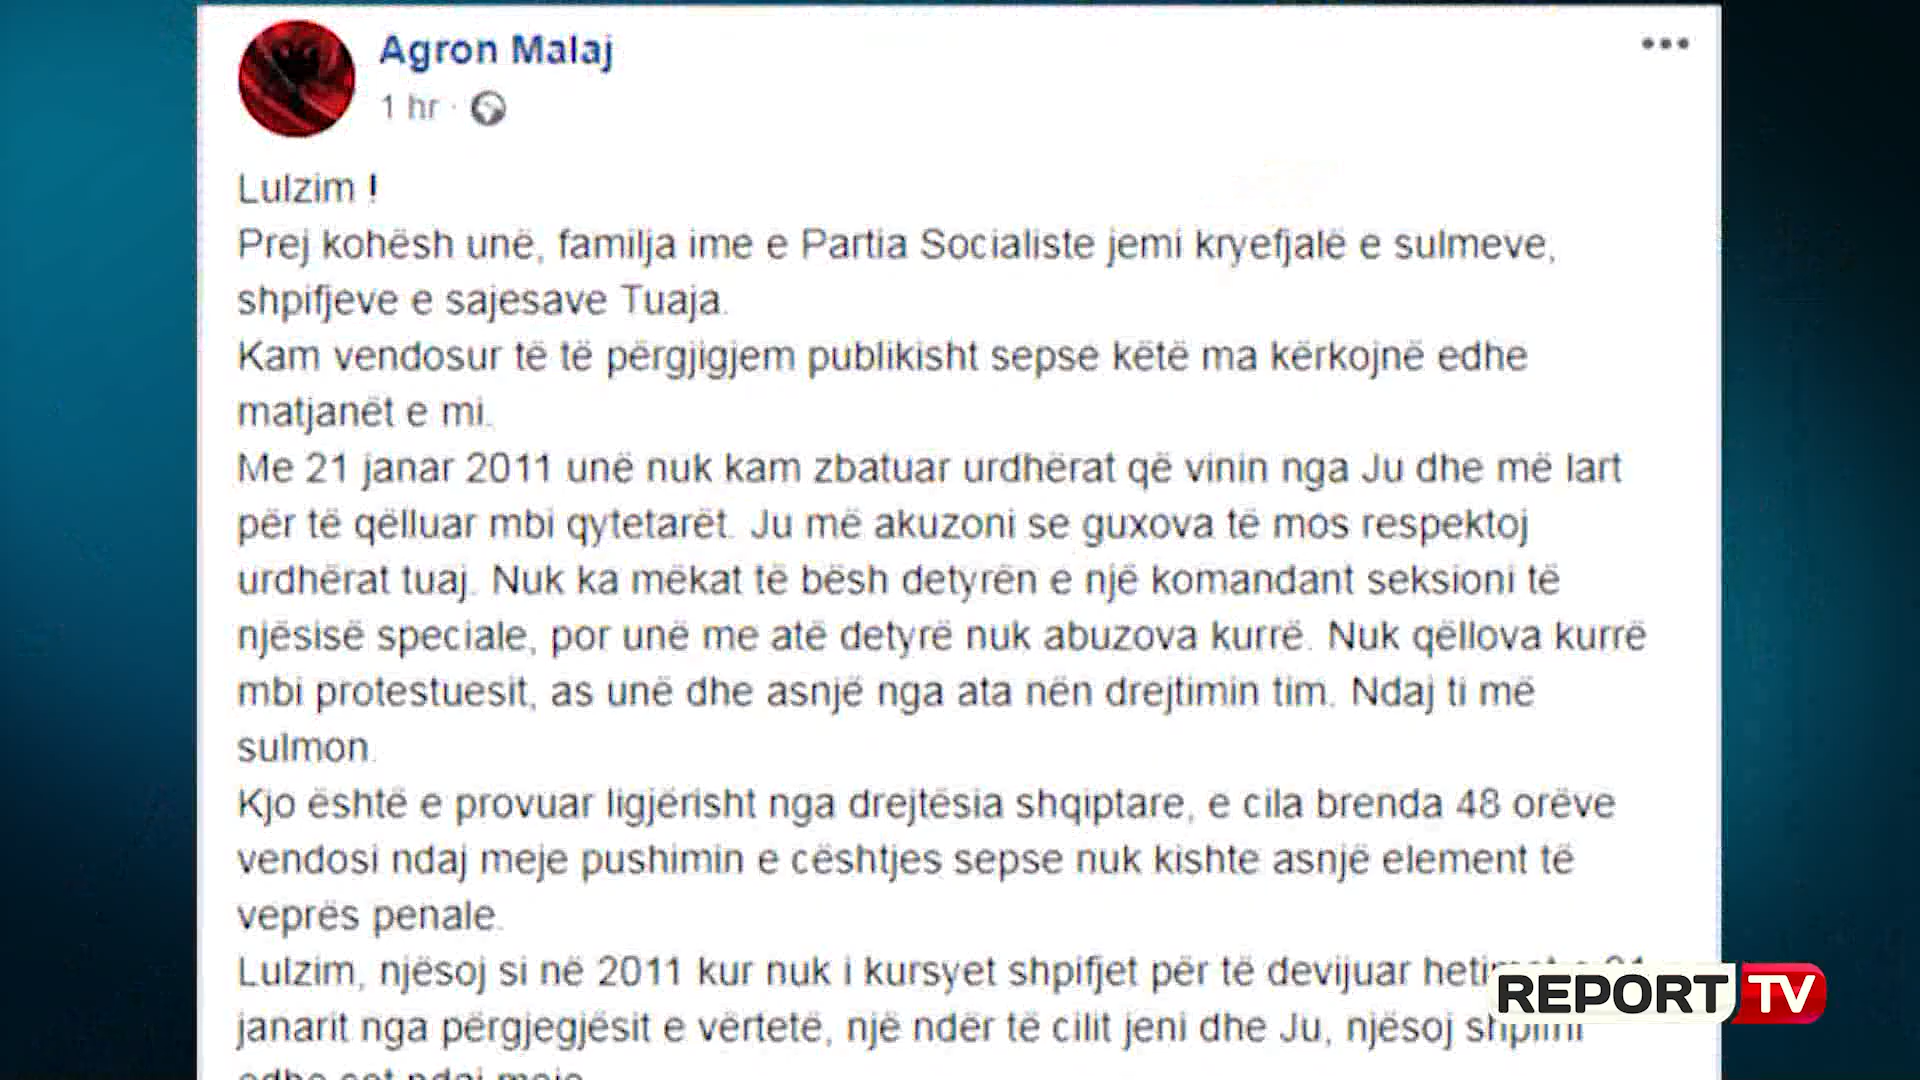 Agron Malaj
1 hr ·
Lulzim !
Prej kohësh unë, familja ime e Partia Socialiste jemi kryefjalë e sulmeve,
shpifjeve e sajesave Tuaja.
Kam vendosur të të përgjigjem publikisht sepse këtë ma kërkojnë edhe
matjanët e mi.
Me 21 janar 2011 unë nuk kam zbatuar urdhërat që vinin nga Ju dhe më lart
për të qëlluar mbi qytetarët. Ju më akuzoni se guxova të mos respektoj
urdhërat tuaj. Nuk ka mëkat të bësh detyrën e një komandant seksioni të
njësisë speciale, por unë me atë detyrë nuk abuzova kurrë. Nuk qëllova kurrë
mbi protestuesit, as unë dhe asnjë nga ata nën drejtimin tim. Ndaj ti më
sulmon.
Kjo është e provuar ligjërisht nga drejtësia shqiptare, e cila brenda 48 orëve
vendosi ndaj meje pushimin e cështjes sepse nuk kishte asnjë element të
veprës penale.
Lulzim, njësoj si në 2011 kur nuk i kursyet shpifjet për të devijuar
janarit nga përgjegjësit e vërtetë, një ndër të cilit jeni dhe Ju, njësoj
REPORT TV